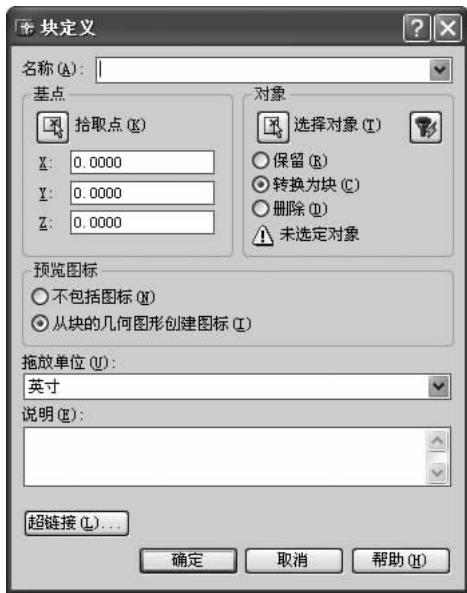 块定义
名称(A):
基点
拾取点(K)
X: 0.0000
Y: 0.0000
Z: 0.0000
对象
选择对象(T)
保留(R)
转换为块(C)
删除(D)
未选定对象
预览图标
不包括图标(N)
从块的几何图形创建图标(I)
拖放单位(U):
英寸
说明(E):
超链接(L)...
确定 取消 帮助(H)